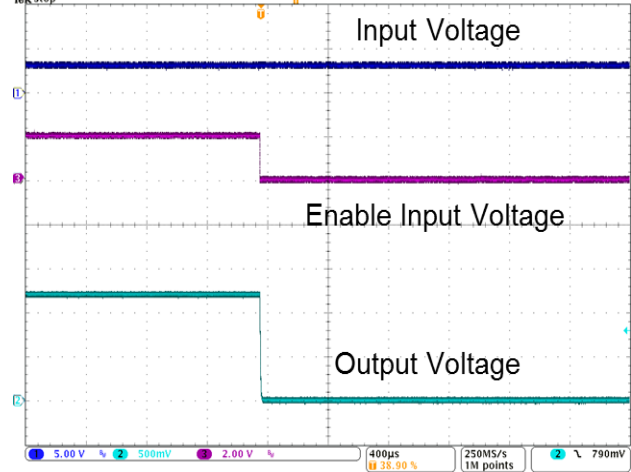 Input Voltage
1
3
Enable Input Voltage
Output Voltage
2
1 5.00 V 2 500mV 3 2.00 V 400µs 250MS/s 2 790mV
38.90 % 1M points